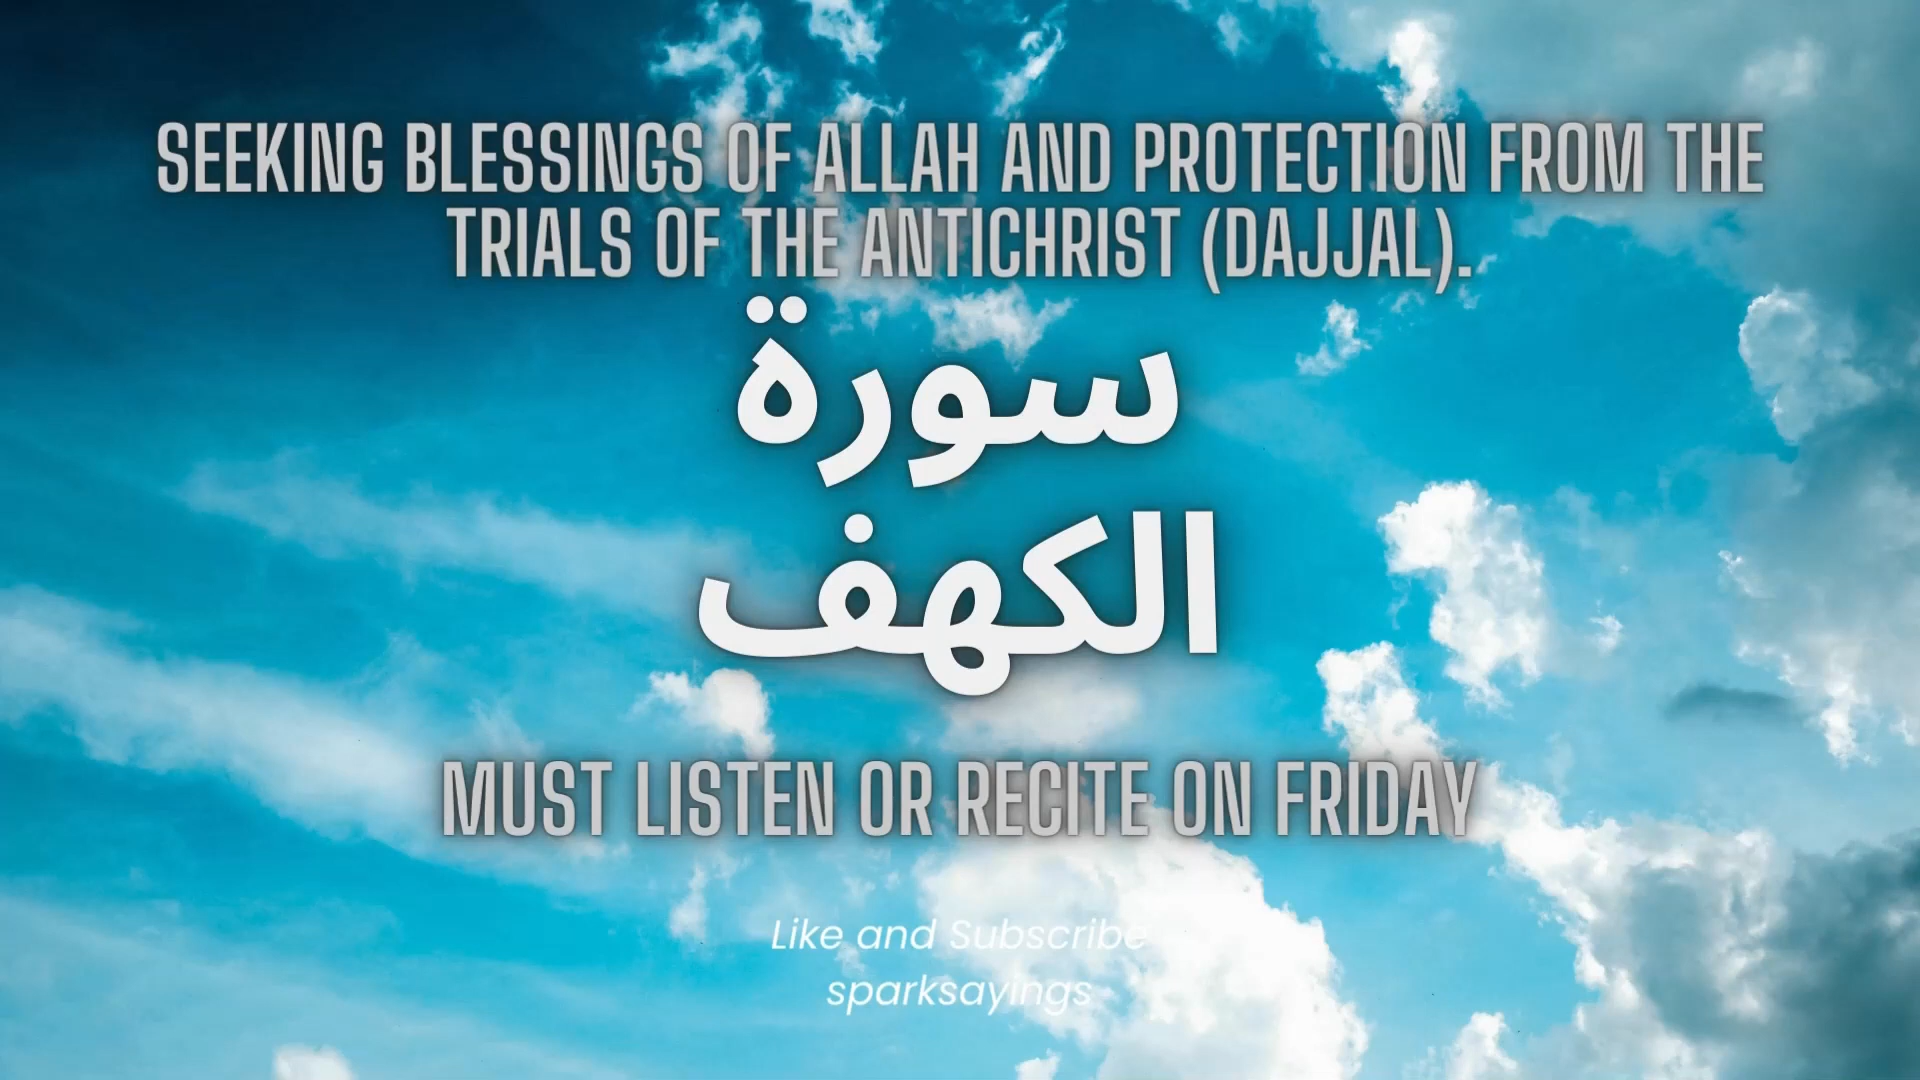 SEEKING BLESSINGS OF ALLAH AND PROTECTION FROM THE
TRIALS OF THE ANTICHRIST (DAJJAL).
سورة
الكهف
MUST LISTEN OR RECITE ON FRIDAY
Like and Subscribe
sparksayings